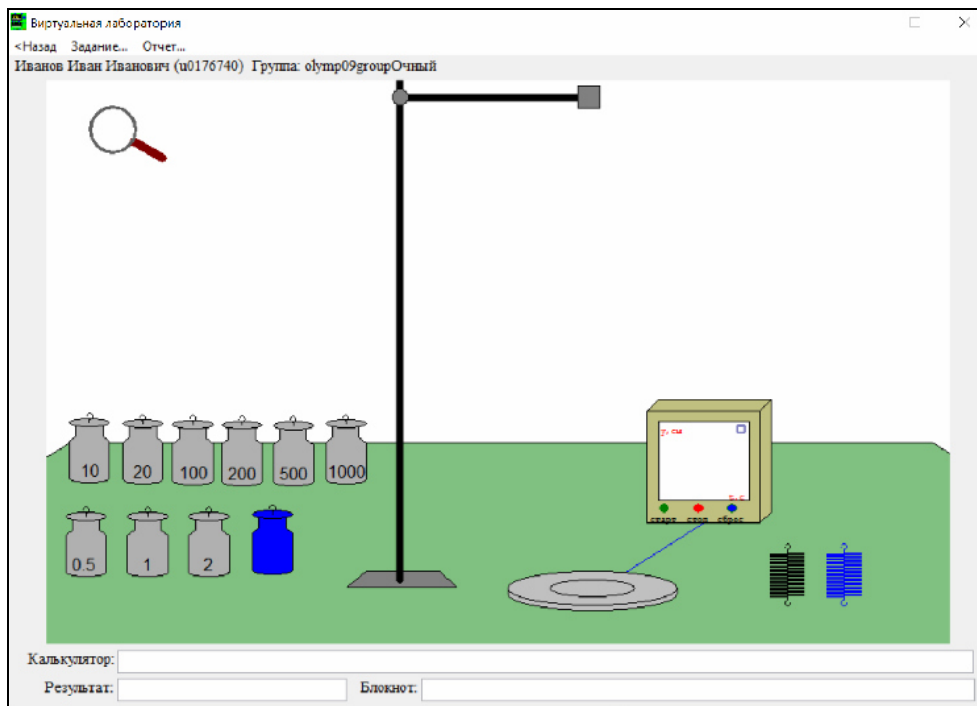 Виртуальная лаборатория
<Назад Задание... Отчет...
Иванов Иван Иванович (u0176740) Группа: olymp09groupОчный
10 20 100 200 500 1000
y, см
t, с
старт стоп сброс
0.5 1 2
Калькулятор:
Результат: Блокнот: